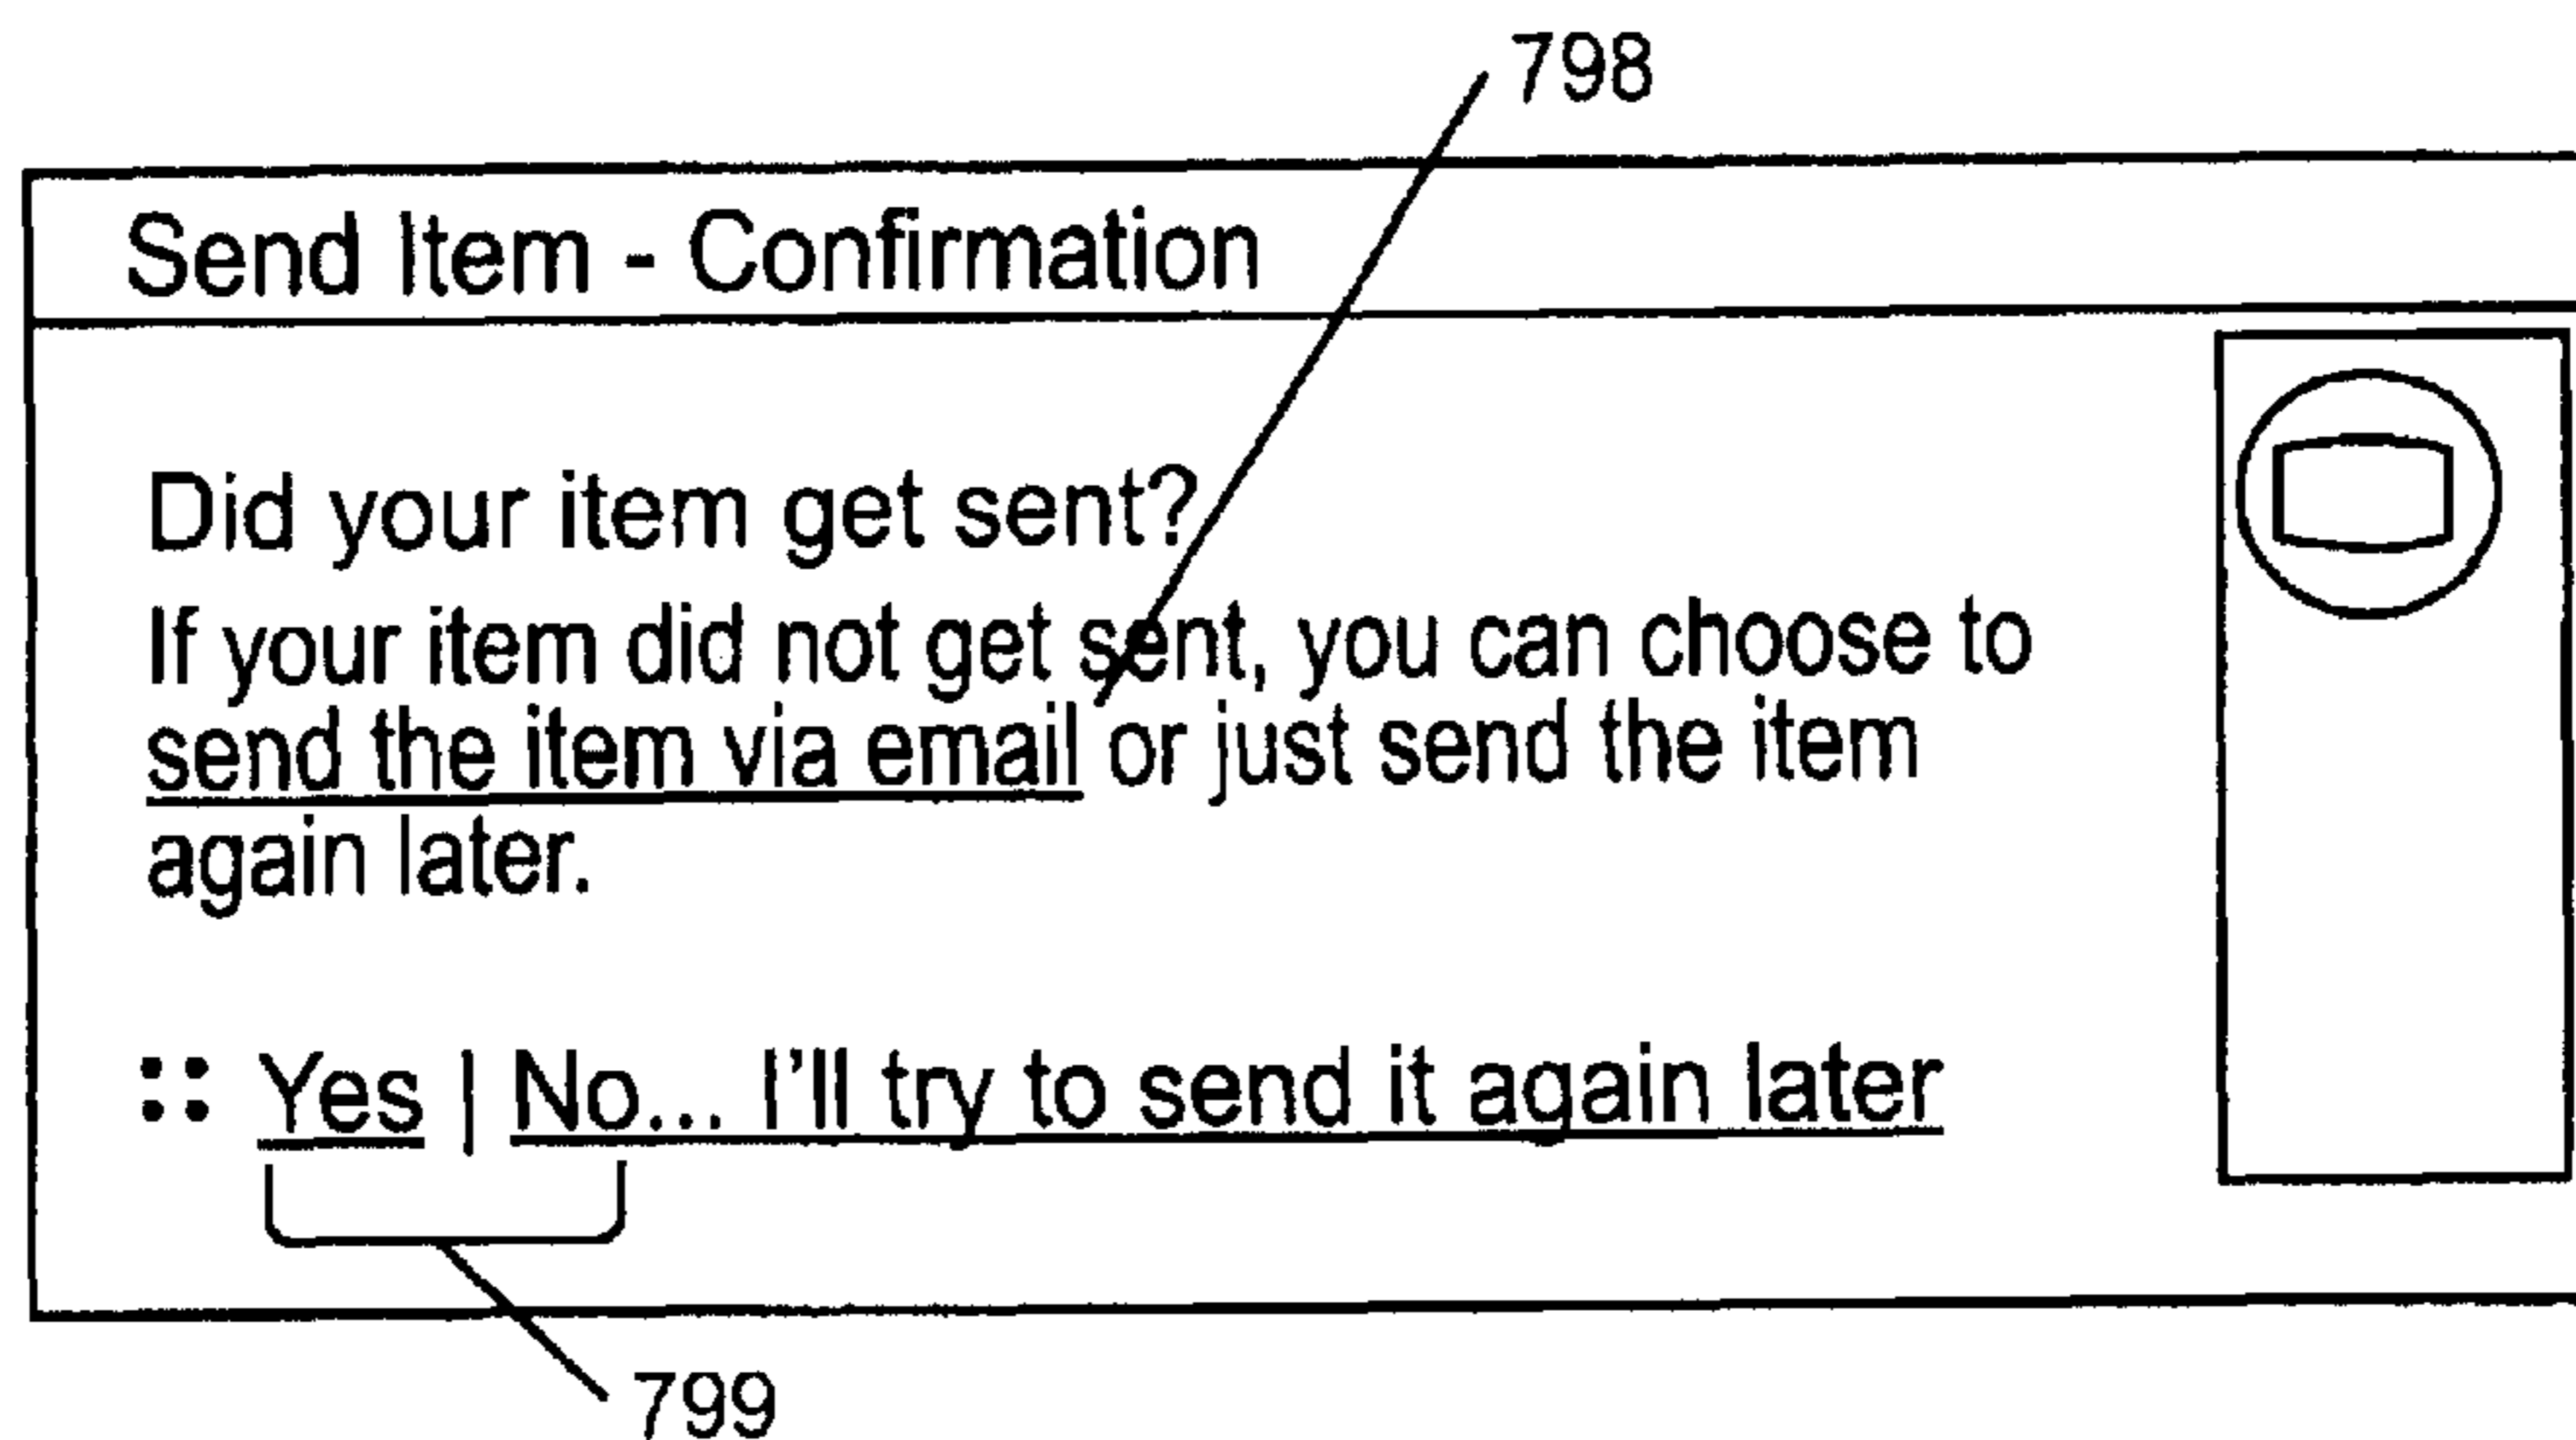 798
Send Item - Confirmation
Did your item get sent?
If your item did not get sent, you can choose to
send the item via email or just send the item
again later.
:: Yes | No... I'll try to send it again later
799